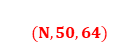 (N, 50, 64)